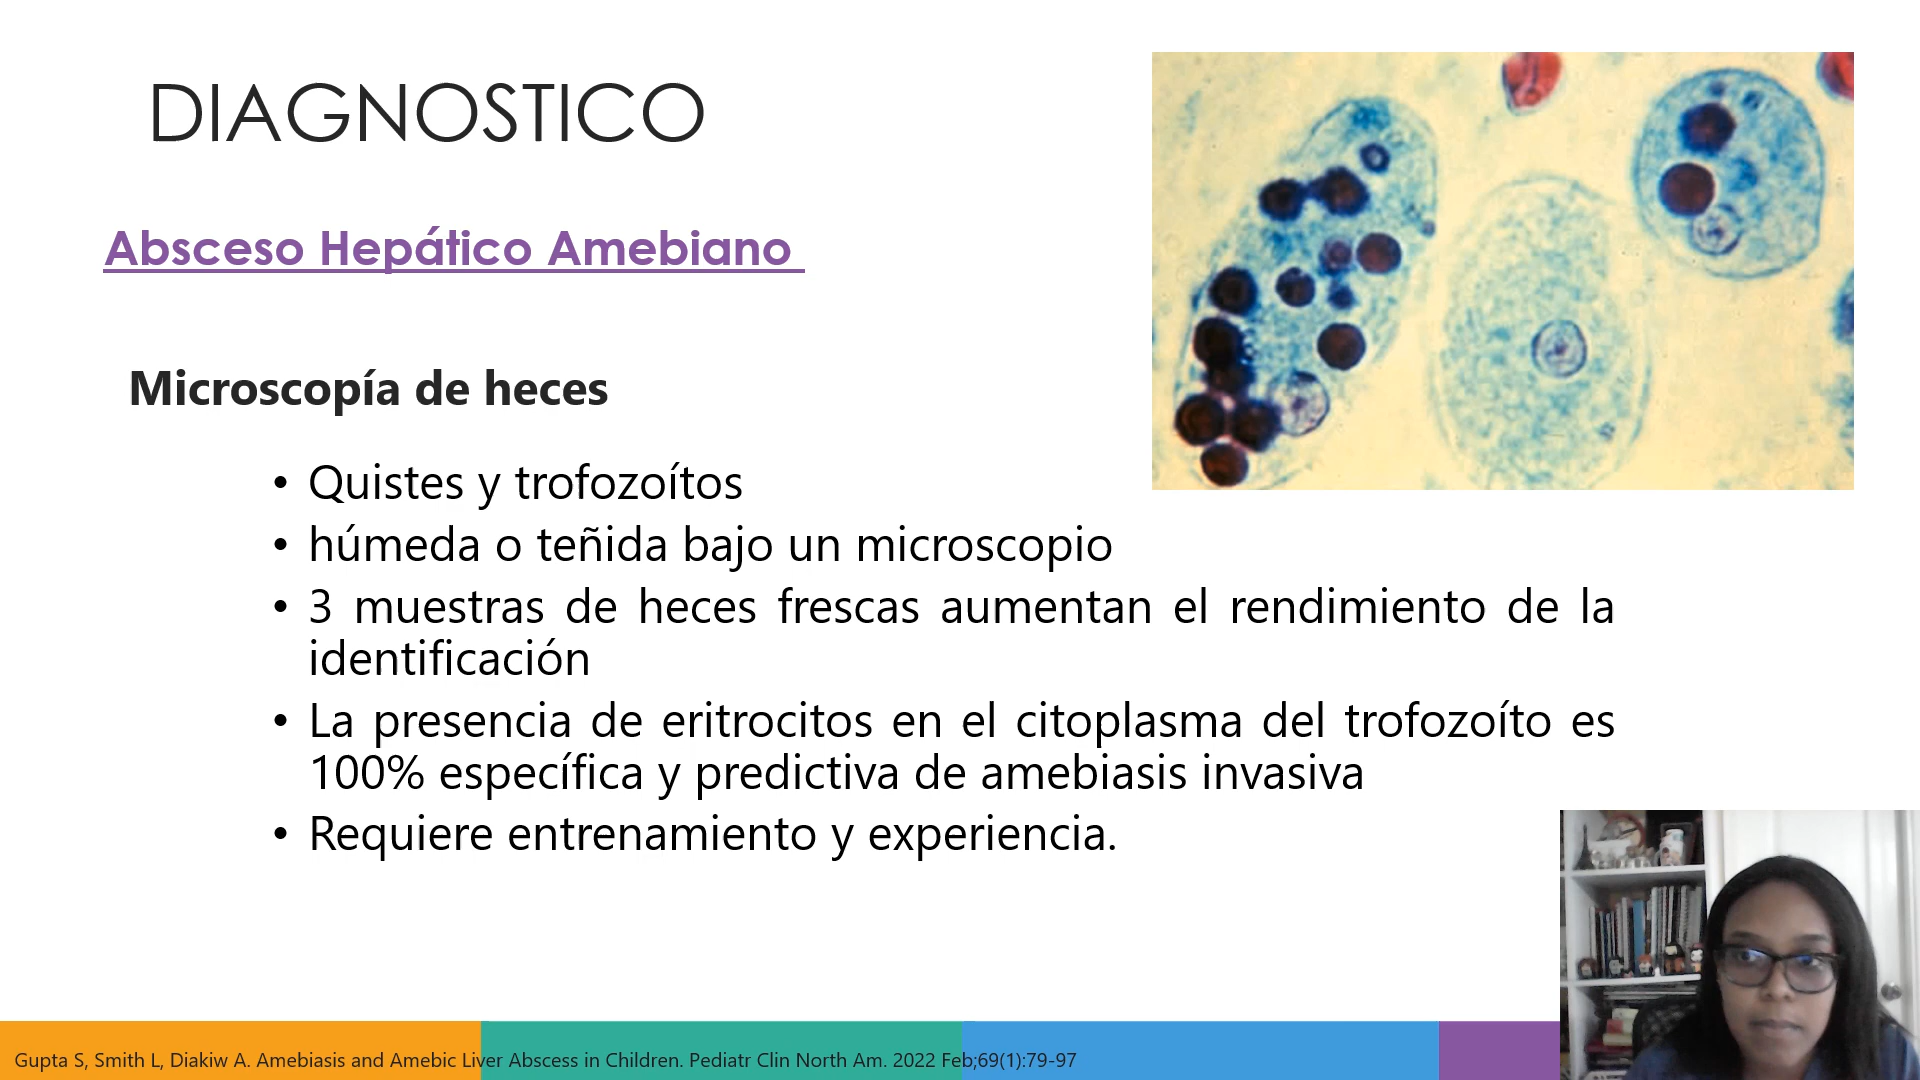 DIAGNOSTICO
Absceso Hepático Amebiano
Microscopía de heces
• Quistes y trofozoítos
• húmeda o teñida bajo un microscopio
• 3 muestras de heces frescas aumentan el rendimiento de la
identificación
• La presencia de eritrocitos en el citoplasma del trofozoíto es
100% específica y predictiva de amebiasis invasiva
• Requiere entrenamiento y experiencia.
Gupta S, Smith L, Diakiw A. Amebiasis and Amebic Liver Abscess in Children. Pediatr Clin North Am. 2022 Feb;69(1):79-97